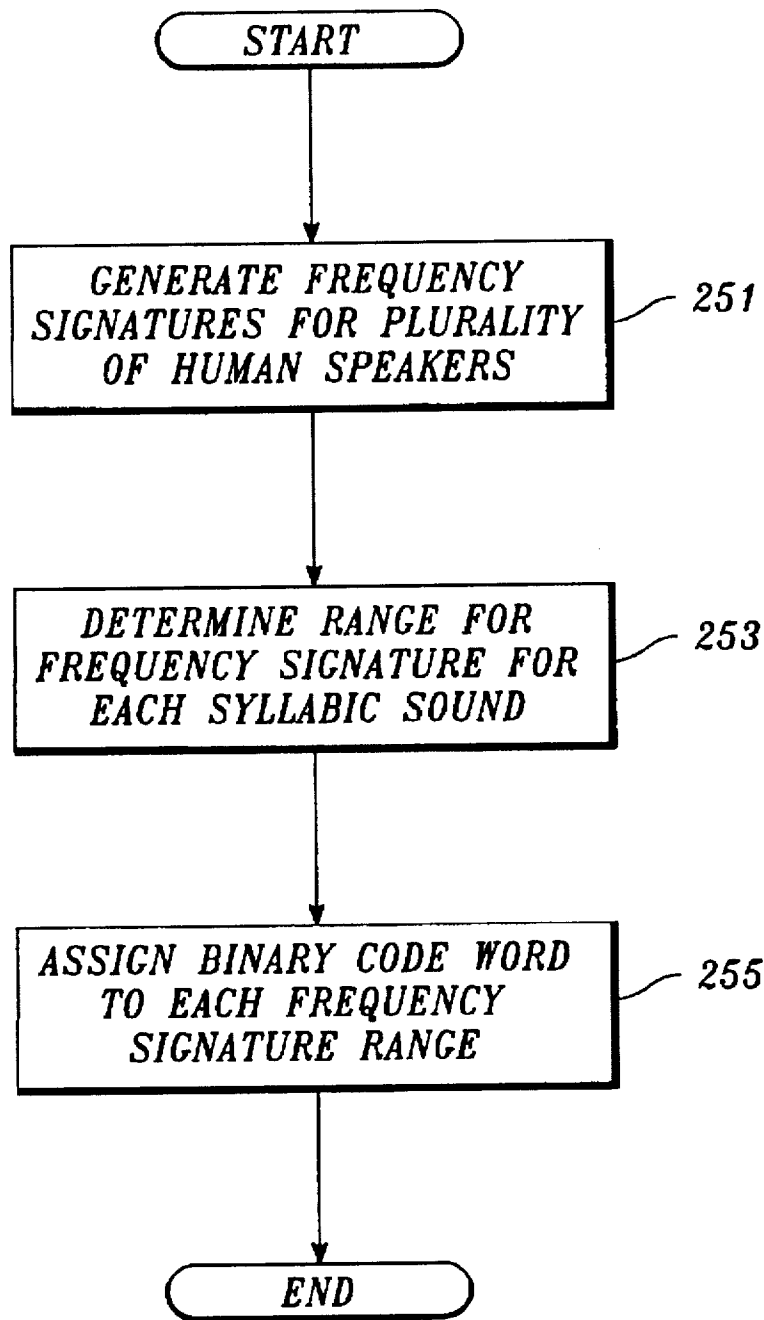 START
GENERATE FREQUENCY
SIGNATURES FOR PLURALITY
OF HUMAN SPEAKERS
251
DETERMINE RANGE FOR
FREQUENCY SIGNATURE FOR
EACH SYLLABIC SOUND
253
ASSIGN BINARY CODE WORD
TO EACH FREQUENCY
SIGNATURE RANGE
255
END